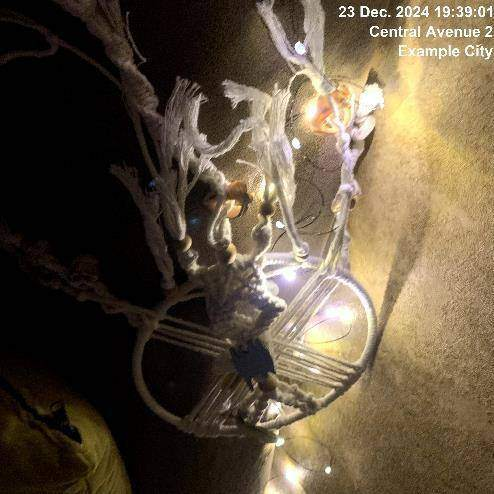 23 Dec. 2024 19:39:01
Central Avenue 2
Example City